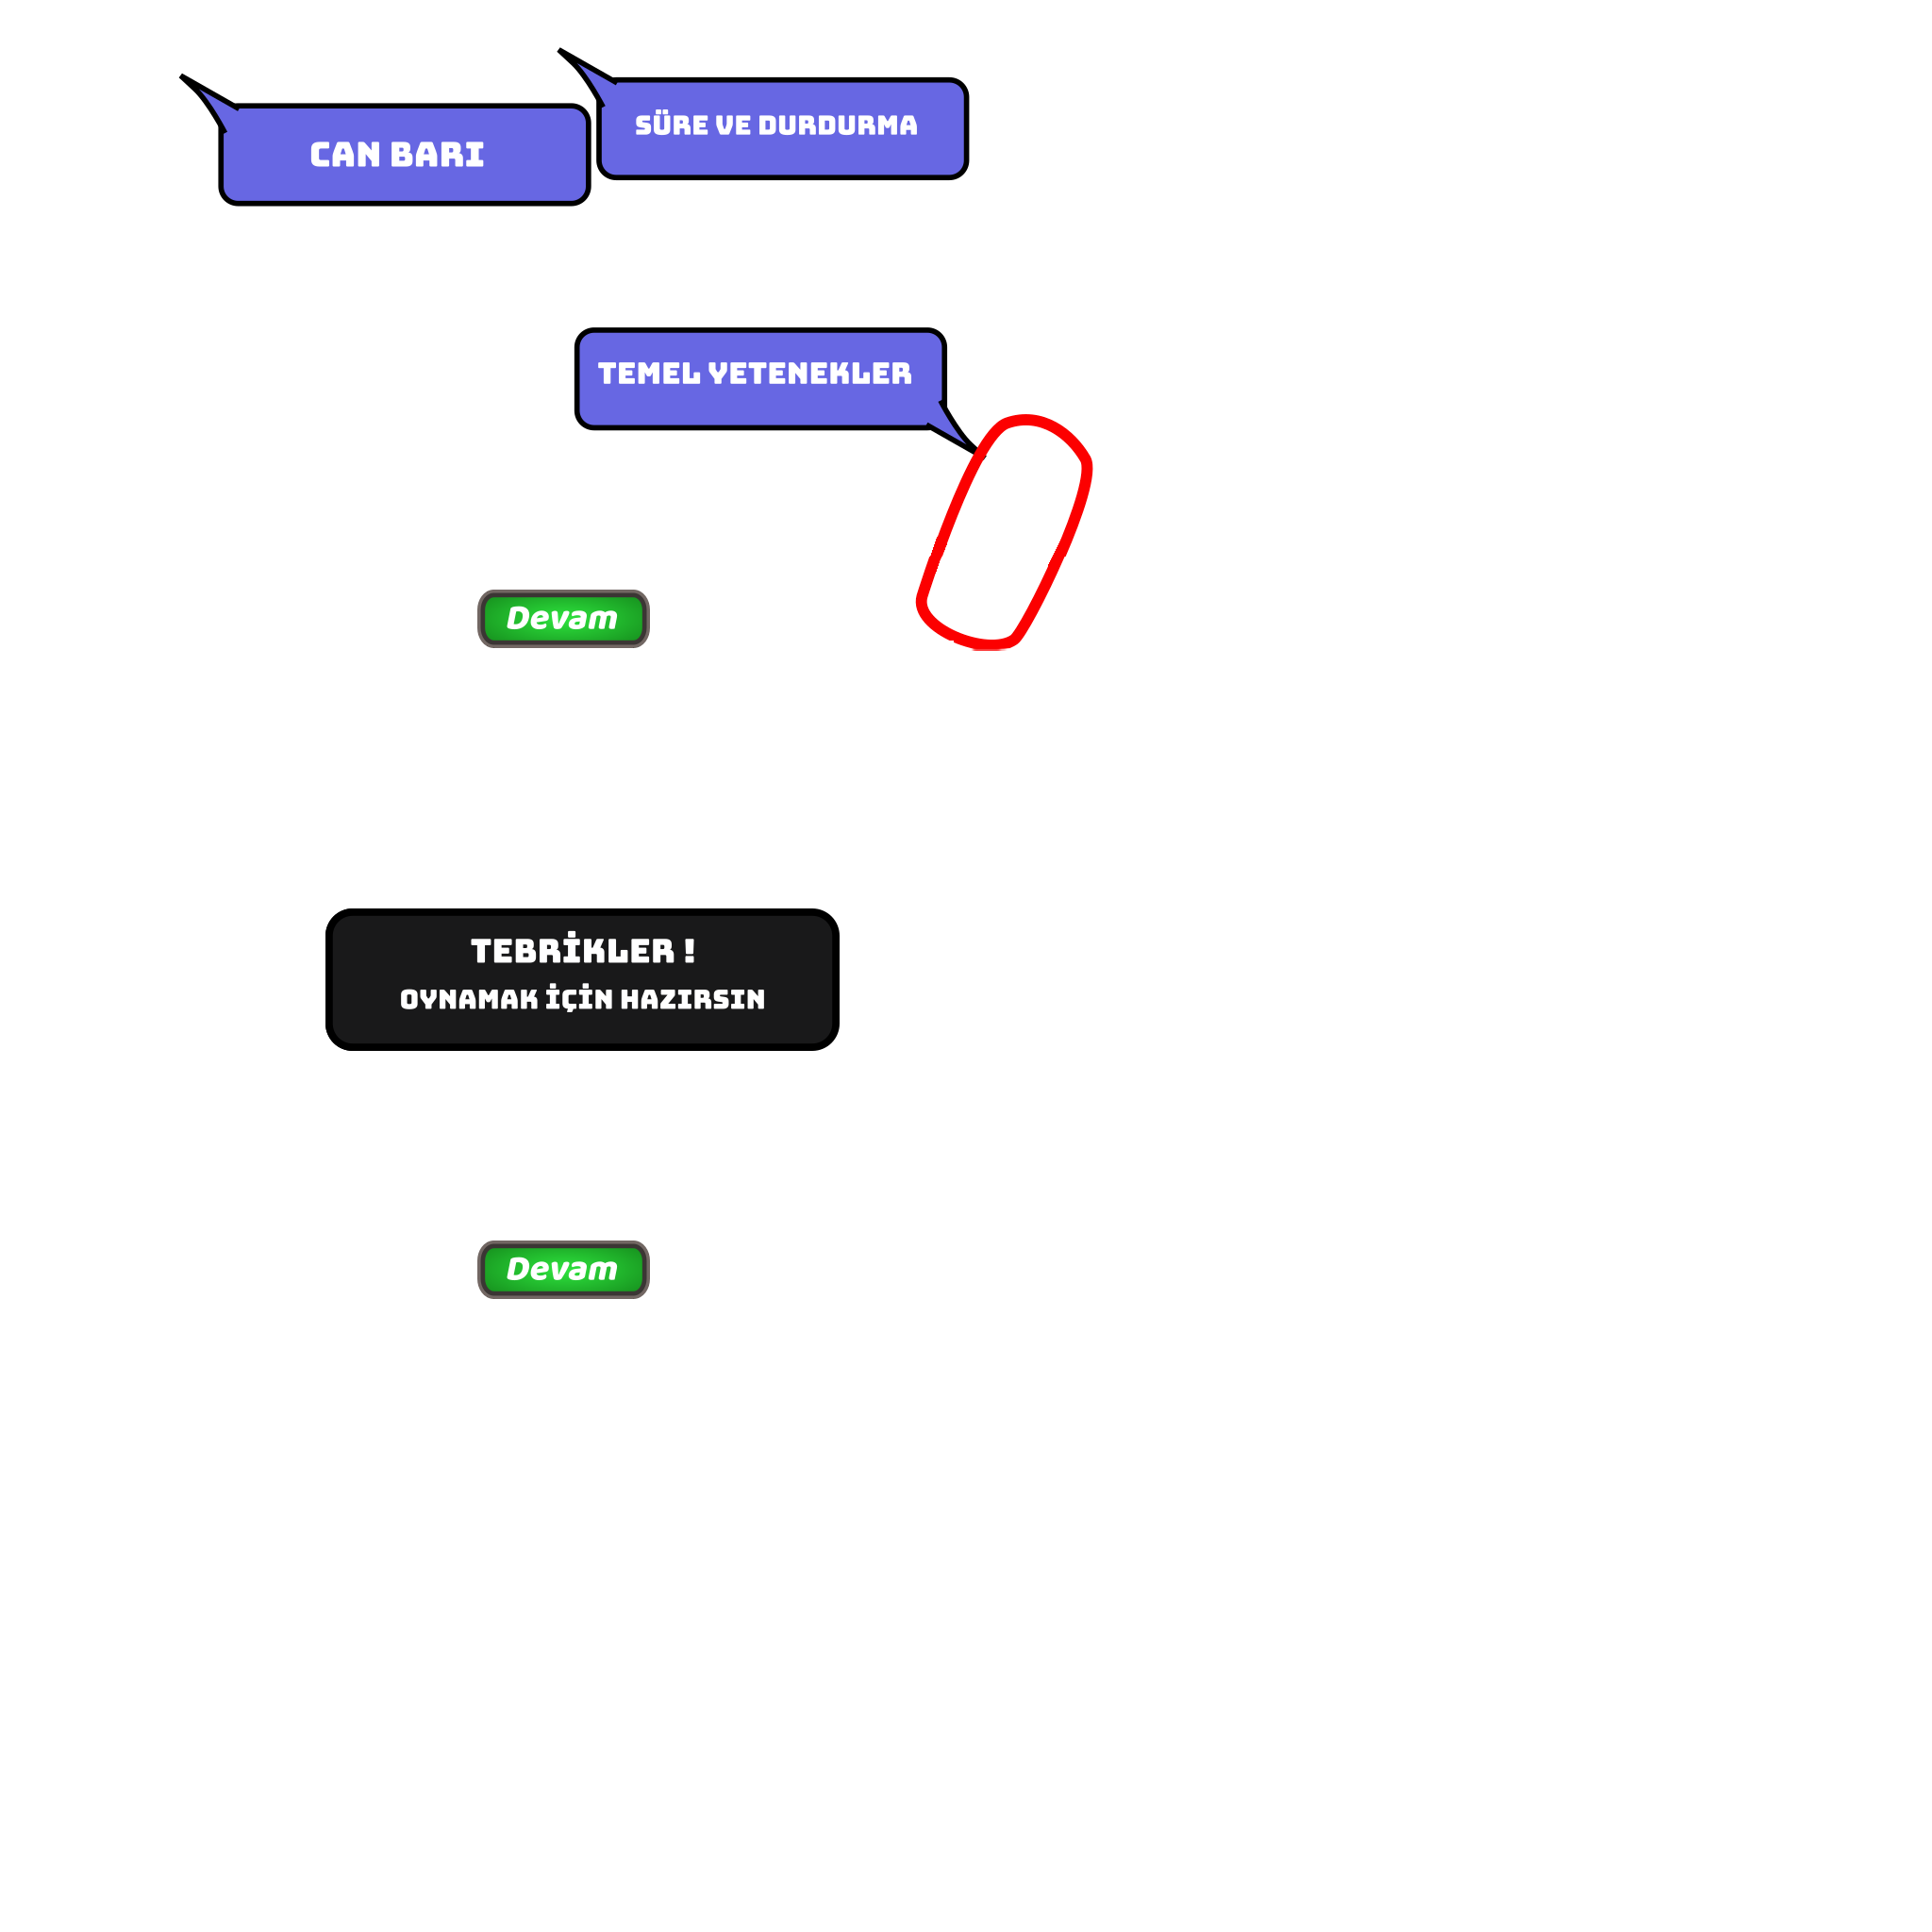 CAN BARI
SÜRE VE DURDURMA
TEMEL YETENEKLER
Devam
TEBRİKLER !
OYNAMAK İÇİN HAZIRSIN
Devam